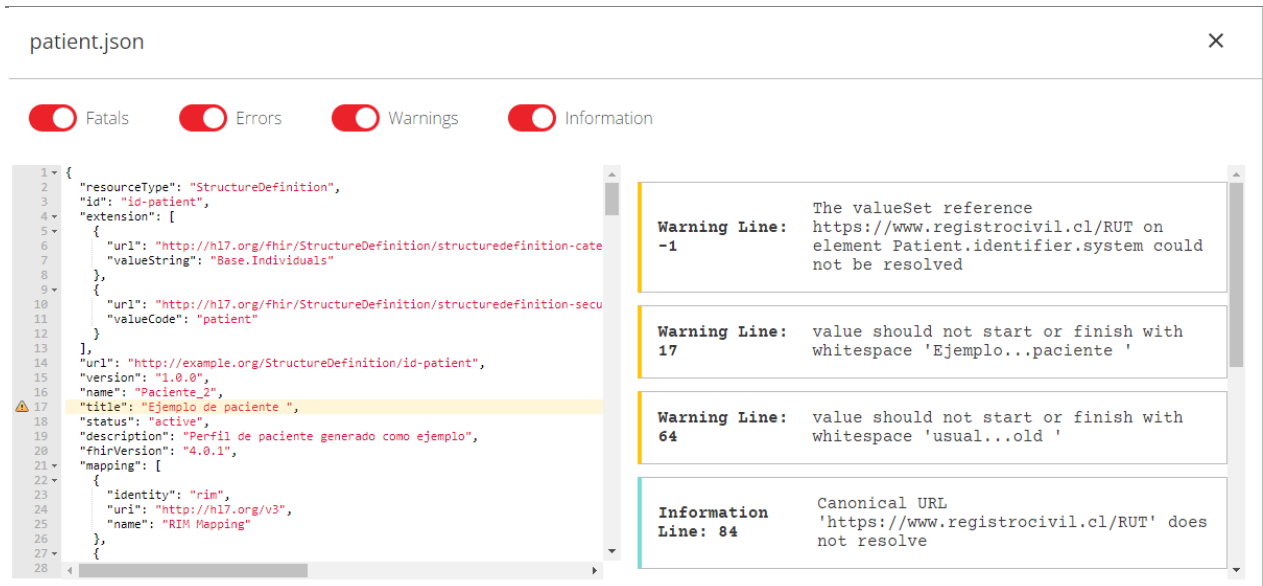 patient.json
×
Fatals Errors Warnings Information
1 {
2 "resourceType": "StructureDefinition",
3 "id": "id-patient",
4 "extension": [
5 {
6 "url": "http://hl7.org/fhir/StructureDefinition/structuredefinition-cate
7 "valueString": "Base.Individuals"
8 },
9 {
10 "url": "http://hl7.org/fhir/StructureDefinition/structuredefinition-secu
11 "valueCode": "patient"
12 }
13 ],
14 "url": "http://example.org/StructureDefinition/id-patient",
15 "version": "1.0.0",
16 "name": "Paciente_2",
17 "title": "Ejemplo de paciente ",
18 "status": "active",
19 "description": "Perfil de paciente generado como ejemplo",
20 "fhirVersion": "4.0.1",
21 "mapping": [
22 {
23 "identity": "rim",
24 "uri": "http://hl7.org/v3",
25 "name": "RIM Mapping"
26 },
27 {
28
Warning Line:
-1
The valueSet reference
https://www.registrocivil.cl/RUT on
element Patient.identifier.system could
not be resolved
Warning Line:
17
value should not start or finish with
whitespace 'Ejemplo...paciente '
Warning Line:
64
value should not start or finish with
whitespace 'usual...old '
Information
Line: 84
Canonical URL
'https://www.registrocivil.cl/RUT' does
not resolve